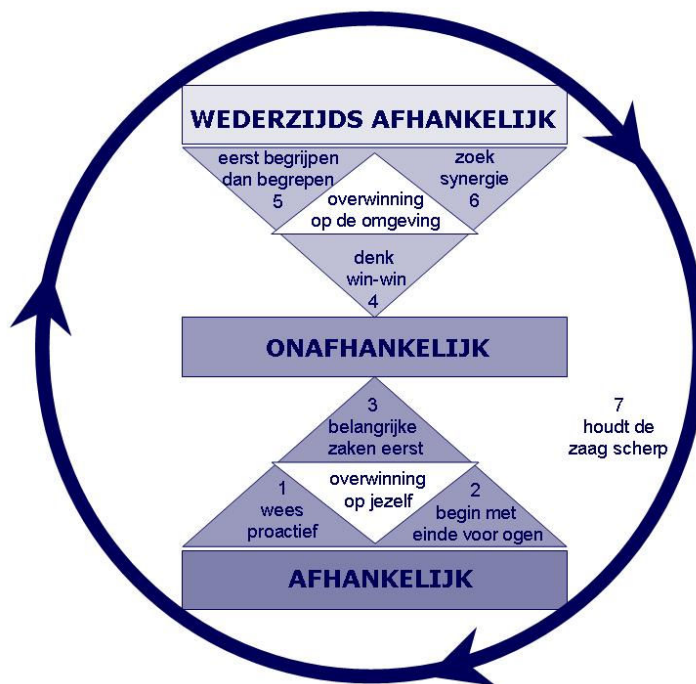 WEDERZIJDS AFHANKELIJK
eerst begrijpen
dan begrepen
5
zoek
synergie
6
overwinning
op de omgeving
denk
win-win
4
ONAFHANKELIJK
3
belangrijke
zaken eerst
7
houdt de
zaag scherp
1
wees
proactief
overwinning
op jezelf
2
begin met
einde voor ogen
AFHANKELIJK